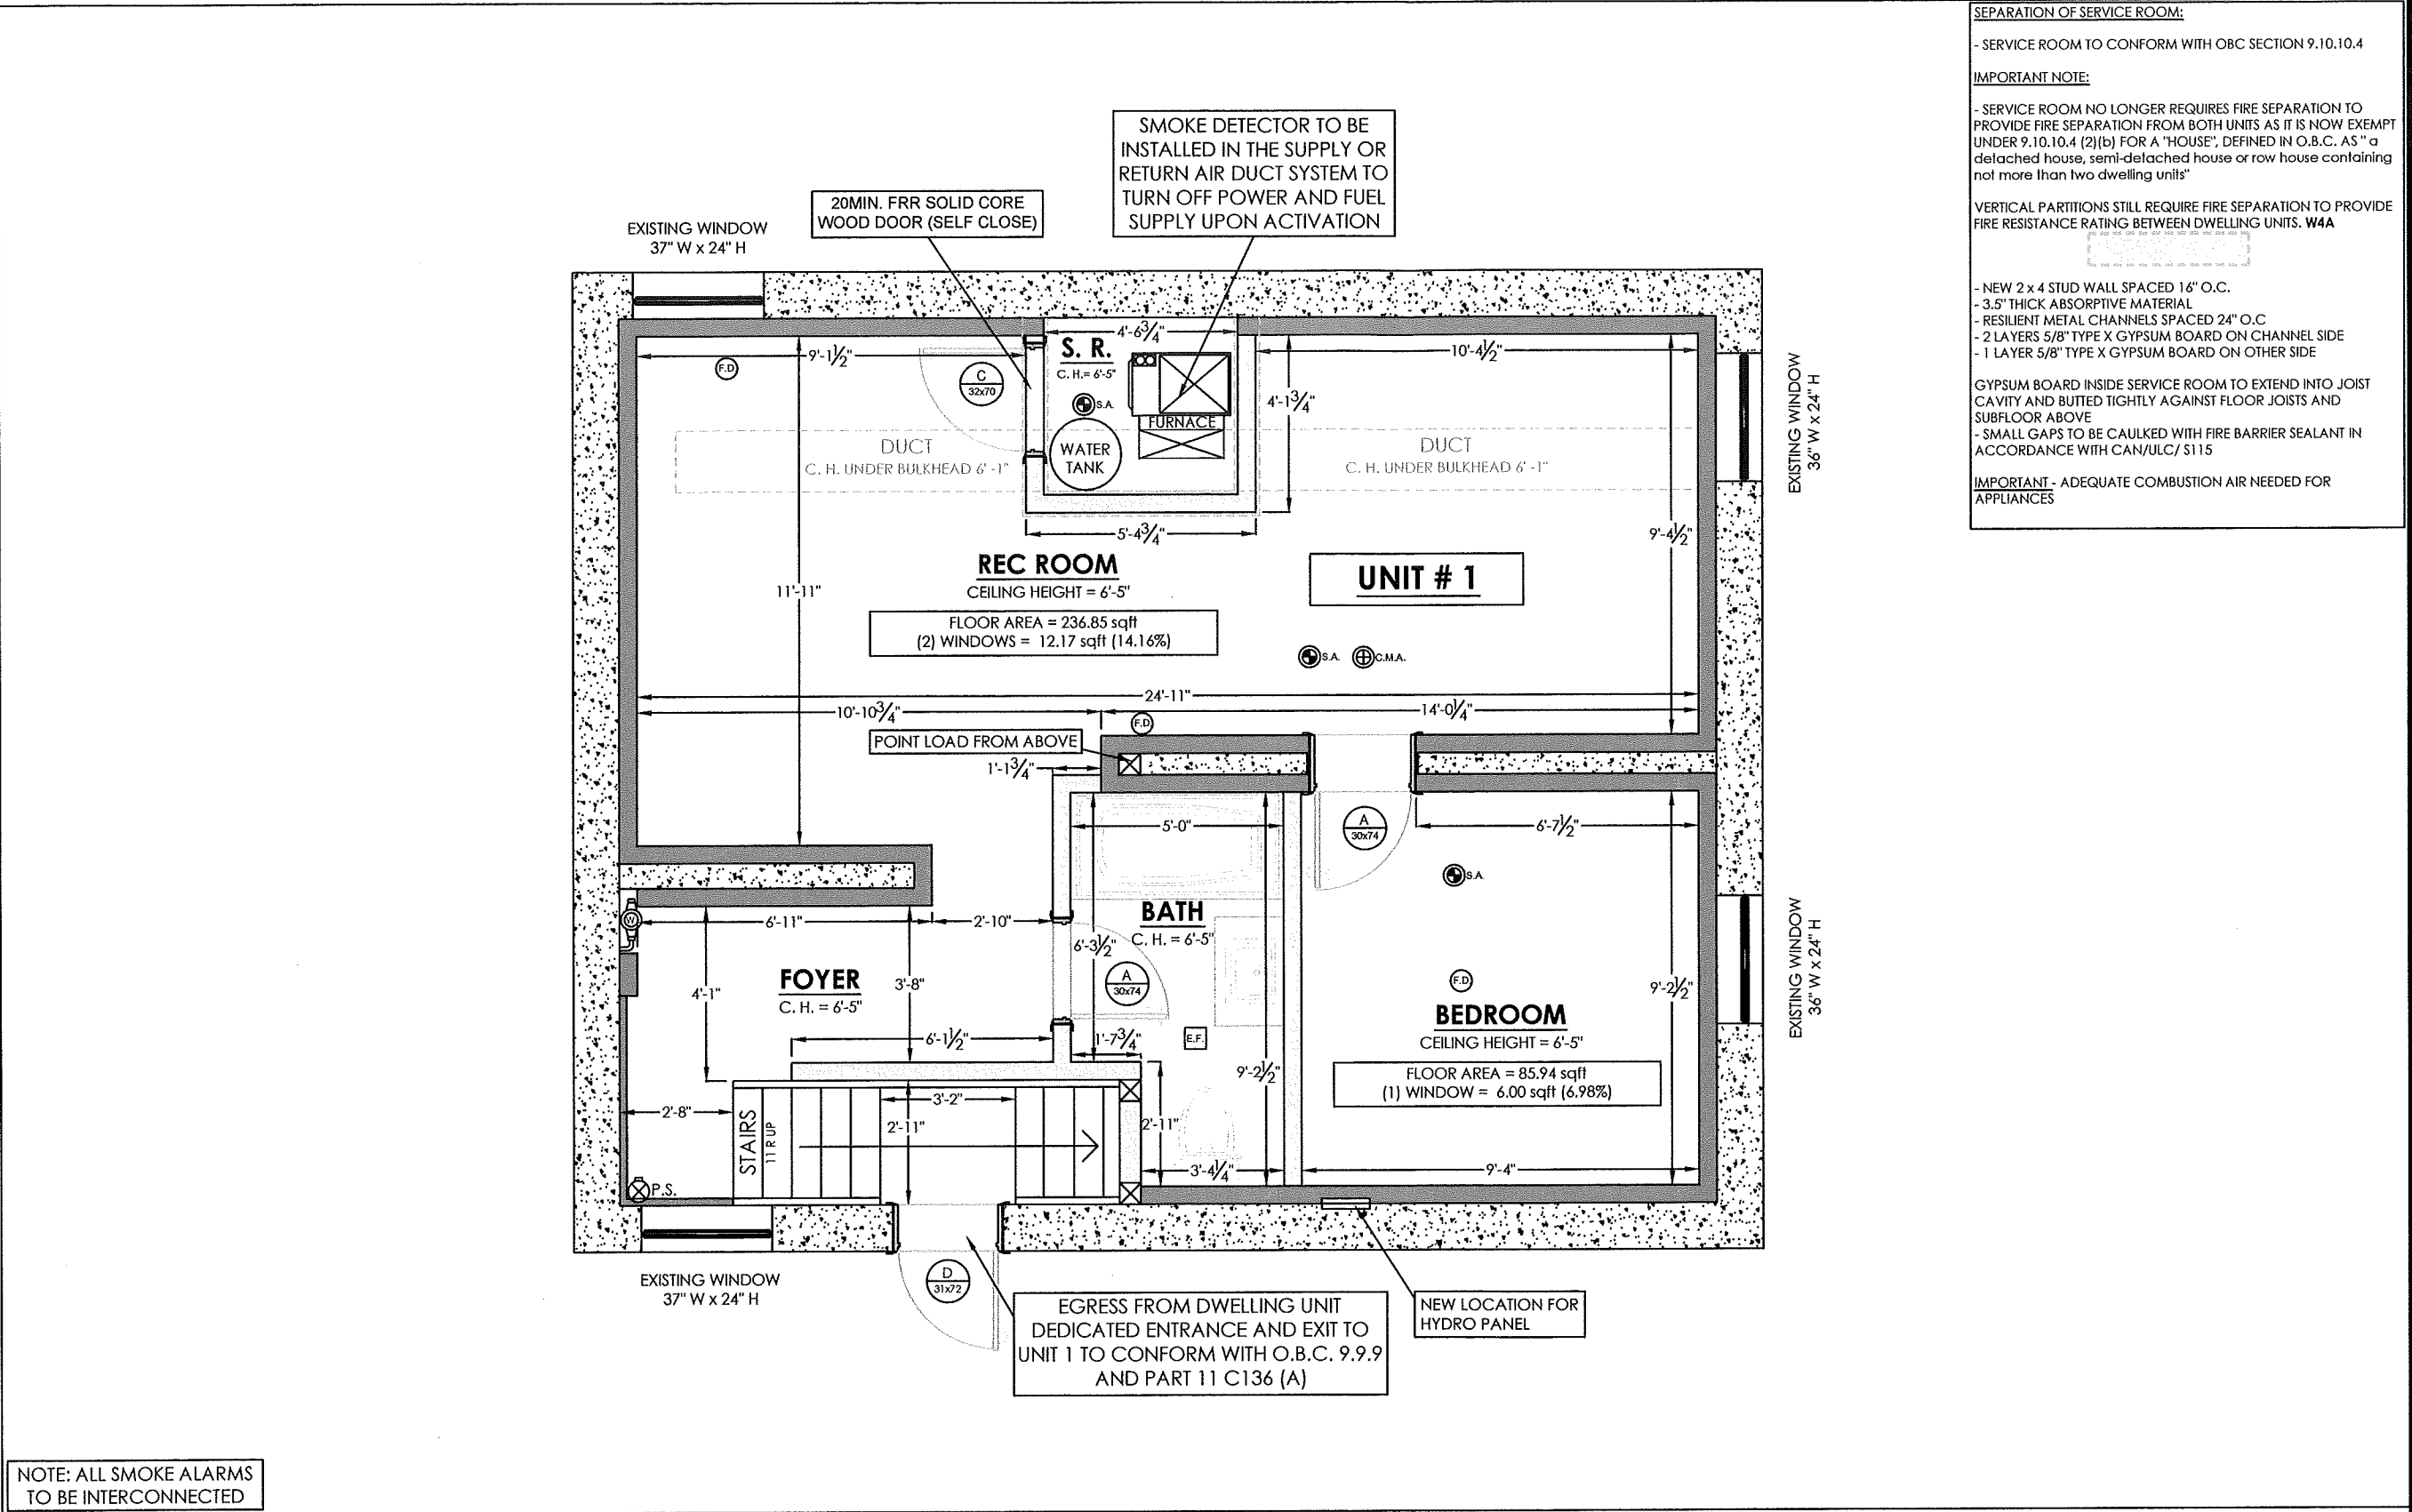 SEPARATION OF SERVICE ROOM:
- SERVICE ROOM TO CONFORM WITH OBC SECTION 9.10.10.4
IMPORTANT NOTE:
- SERVICE ROOM NO LONGER REQUIRES FIRE SEPARATION TO
PROVIDE FIRE SEPARATION FROM BOTH UNITS AS IT IS NOW EXEMPT
UNDER 9.10.10.4 (2)(b) FOR A "HOUSE", DEFINED IN O.B.C. AS " a
detached house, semi-detached house or row house containing
not more than two dwelling units"
VERTICAL PARTITIONS STILL REQUIRE FIRE SEPARATION TO PROVIDE
FIRE RESISTANCE RATING BETWEEN DWELLING UNITS. W4A
- NEW 2 x 4 STUD WALL SPACED 16" O.C.
- 3.5" THICK ABSORPTIVE MATERIAL
- RESILIENT METAL CHANNELS SPACED 24" O.C
- 2 LAYERS 5/8" TYPE X GYPSUM BOARD ON CHANNEL SIDE
- 1 LAYER 5/8" TYPE X GYPSUM BOARD ON OTHER SIDE
GYPSUM BOARD INSIDE SERVICE ROOM TO EXTEND INTO JOIST
CAVITY AND BUTTED TIGHTLY AGAINST FLOOR JOISTS AND
SUBFLOOR ABOVE
- SMALL GAPS TO BE CAULKED WITH FIRE BARRIER SEALANT IN
ACCORDANCE WITH CAN/ULC/ S115
IMPORTANT - ADEQUATE COMBUSTION AIR NEEDED FOR
APPLIANCES
SMOKE DETECTOR TO BE
INSTALLED IN THE SUPPLY OR
RETURN AIR DUCT SYSTEM TO
TURN OFF POWER AND FUEL
SUPPLY UPON ACTIVATION
20MIN. FRR SOLID CORE
WOOD DOOR (SELF CLOSE)
EXISTING WINDOW
37" W x 24" H
4'-6 3/4"
9'-1 1/2"
S. R.
C. H.= 6'-5"
10'-4 1/2"
F.D
C
32x70
S.A.
FURNACE
4'-1 3/4"
EXISTING WINDOW
36" W x 24" H
DUCT
C. H. UNDER BULKHEAD 6' -1"
WATER
TANK
DUCT
C. H. UNDER BULKHEAD 6' -1"
5'-4 3/4"
9'-4 1/2"
REC ROOM
CEILING HEIGHT = 6'-5"
UNIT # 1
11'-11"
FLOOR AREA = 236.85 sqft
(2) WINDOWS = 12.17 sqft (14.16%)
S.A.
C.M.A.
24'-11"
10'-10 3/4"
14'-0 1/4"
F.D
POINT LOAD FROM ABOVE
1'-1 3/4"
5'-0"
A
30x74
6'-7 1/2"
S.A.
W
6'-11"
2'-10"
BATH
C. H. = 6'-5"
6'-3 1/2"
EXISTING WINDOW
36" W x 24" H
FOYER
C. H. = 6'-5"
4'-1"
3'-8"
A
30x74
F.D
9'-2 1/2"
BEDROOM
CEILING HEIGHT = 6'-5"
6'-1 1/2"
1'-7 3/4"
E.F.
9'-2 1/2"
FLOOR AREA = 85.94 sqft
(1) WINDOW = 6.00 sqft (6.98%)
2'-8"
STAIRS
11 R UP
3'-2"
2'-11"
2'-11"
3'-4 1/4"
9'-4"
P.S.
EXISTING WINDOW
37" W x 24" H
D
31x72
EGRESS FROM DWELLING UNIT
DEDICATED ENTRANCE AND EXIT TO
UNIT 1 TO CONFORM WITH O.B.C. 9.9.9
AND PART 11 C136 (A)
NEW LOCATION FOR
HYDRO PANEL
NOTE: ALL SMOKE ALARMS
TO BE INTERCONNECTED